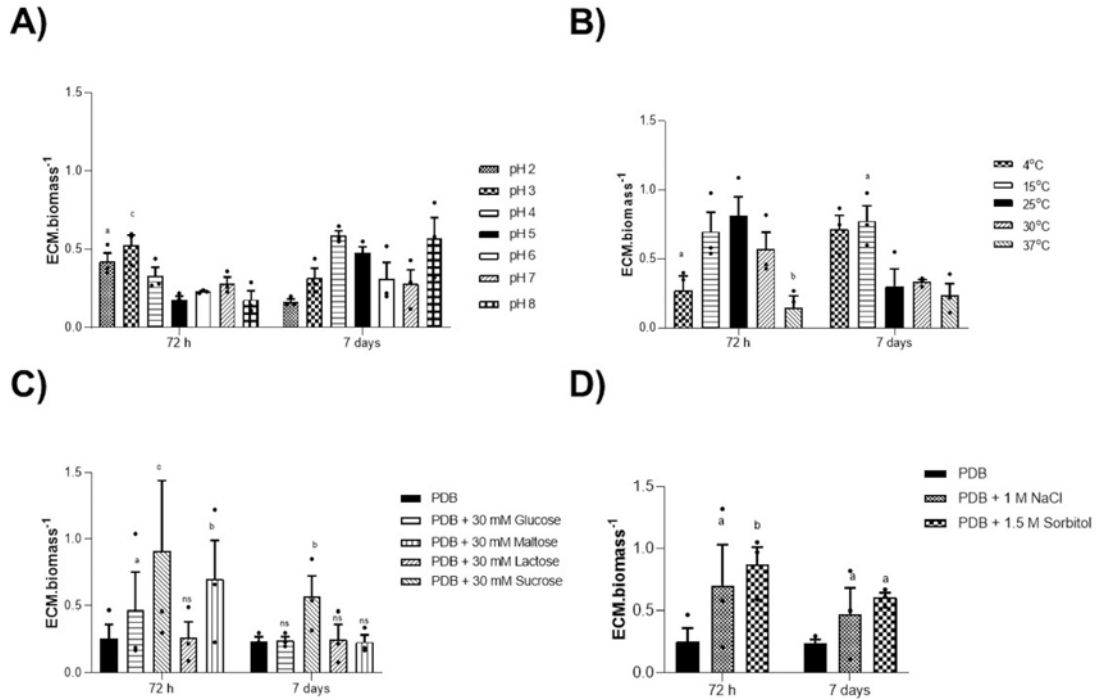 A)
1.5
1.0
0.5
0.0
ECM.biomass-1
a
c
72 h
7 days
pH 2
pH 3
pH 4
pH 5
pH 6
pH 7
pH 8
B)
1.5
1.0
0.5
0.0
ECM.biomass-1
a
b
a
72 h
7 days
4°C
15°C
25°C
30°C
37°C
C)
1.5
1.0
0.5
0.0
ECM.biomass-1
a
c
ns
b
ns
b
ns
ns
72 h
7 days
PDB
PDB + 30 mM Glucose
PDB + 30 mM Maltose
PDB + 30 mM Lactose
PDB + 30 mM Sucrose
D)
1.5
1.0
0.5
0.0
ECM.biomass-1
a
b
a
a
72 h
7 days
PDB
PDB + 1 M NaCl
PDB + 1.5 M Sorbitol